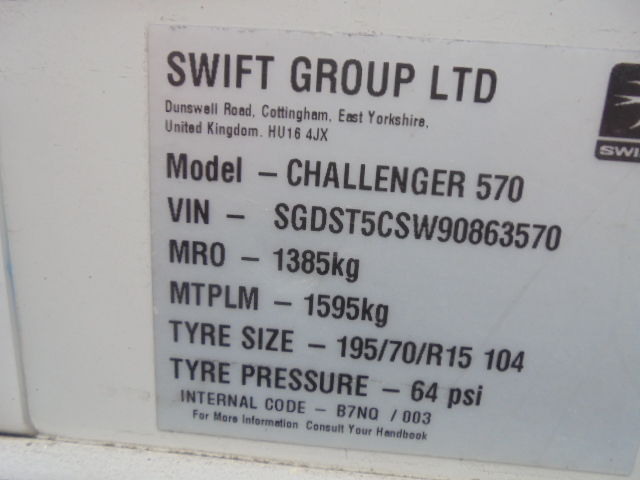 SWIFT GROUP LTD
Dunswell Road, Cottingham, East Yorkshire,
United Kingdom. HU16 4JX
Model – CHALLENGER 570
VIN – SGDST5CSW90863570
MRO – 1385kg
MTPLM – 1595kg
TYRE SIZE – 195/70/R15 104
TYRE PRESSURE – 64 psi
INTERNAL CODE – B7NO / 003
For More Information Consult Your Handbook